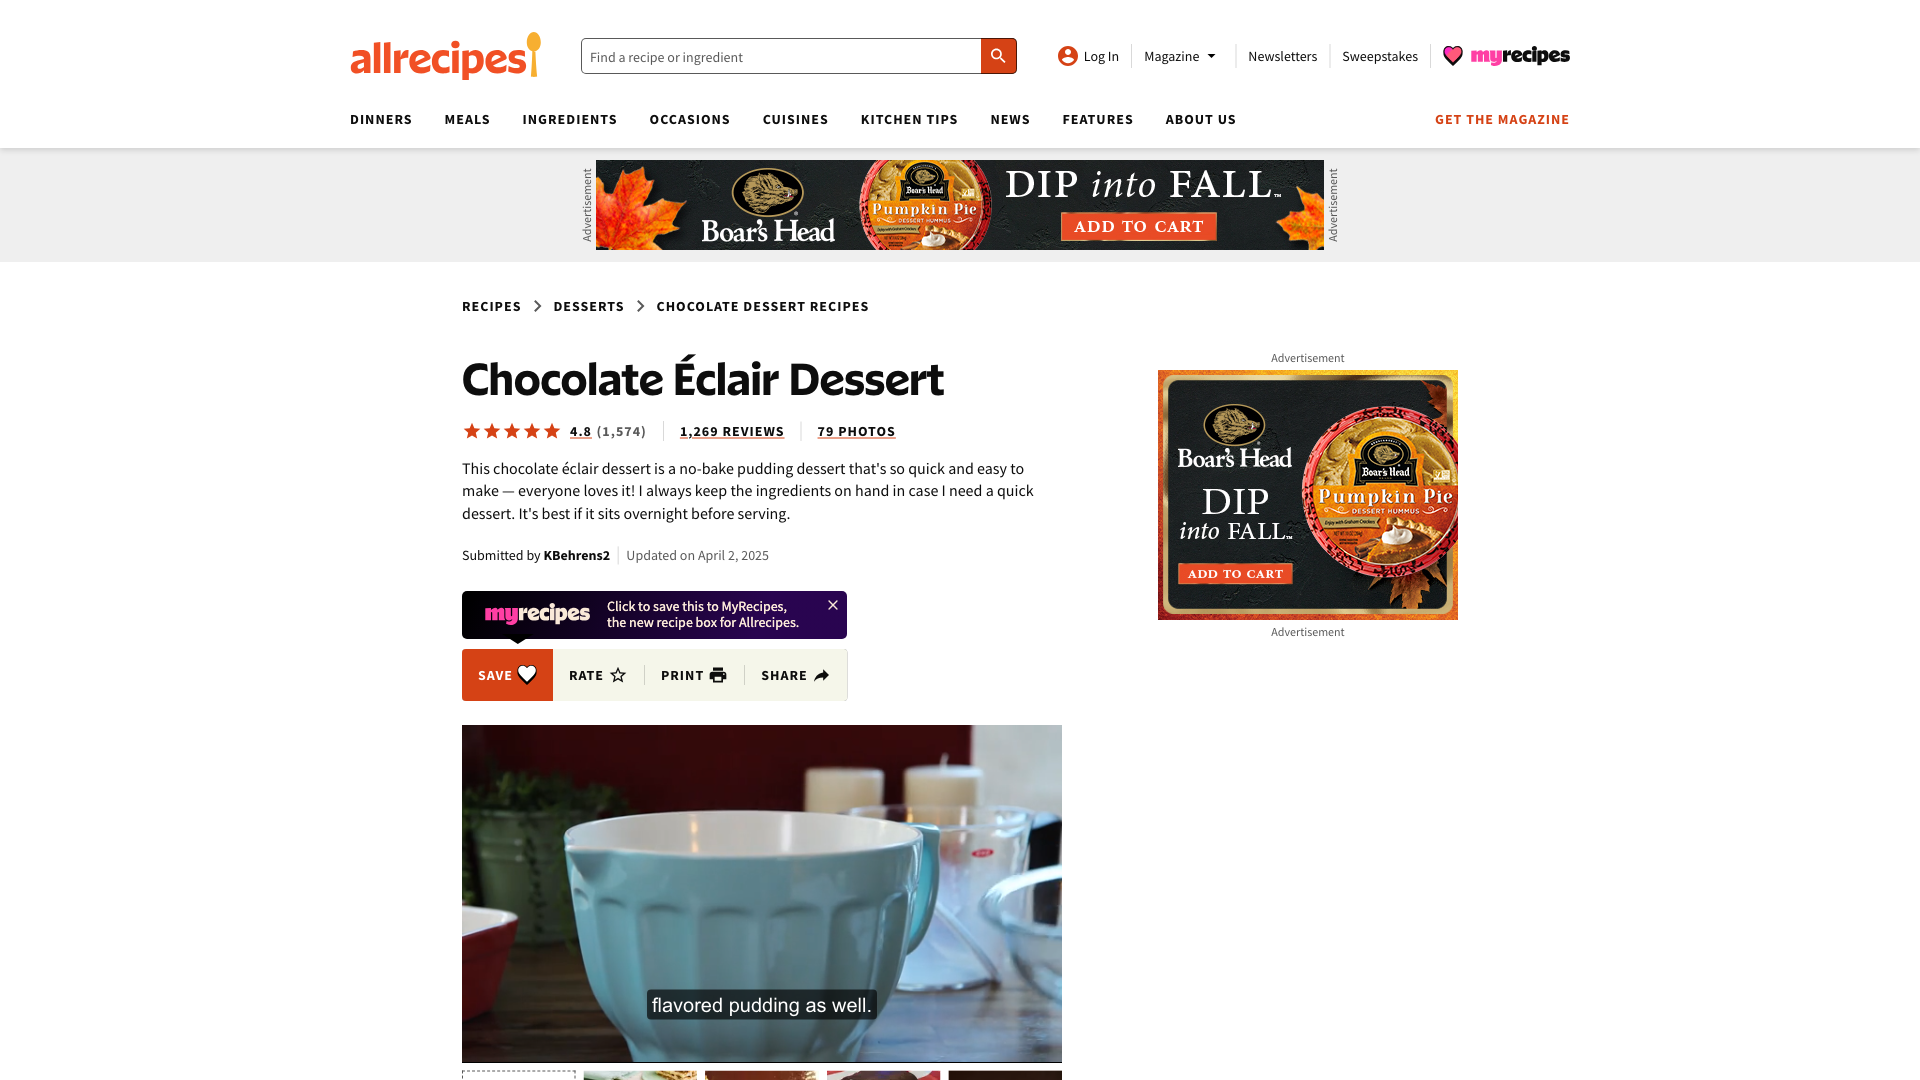 allrecipes
Find a recipe or ingredient
Log In
Magazine
Newsletters
Sweepstakes
myrecipes
DINNERS
MEALS
INGREDIENTS
OCCASIONS
CUISINES
KITCHEN TIPS
NEWS
FEATURES
ABOUT US
GET THE MAGAZINE
Advertisement
Boar's Head
Boar's Head
Pumpkin Pie
DESSERT HUMMUS
DIP into FALL™
ADD TO CART
Advertisement
RECIPES
DESSERTS
CHOCOLATE DESSERT RECIPES
Chocolate Éclair Dessert
4.8 (1,574)
1,269 REVIEWS
79 PHOTOS
This chocolate éclair dessert is a no-bake pudding dessert that's so quick and easy to
make — everyone loves it! I always keep the ingredients on hand in case I need a quick
dessert. It's best if it sits overnight before serving.
Submitted by KBehrens2
Updated on April 2, 2025
myrecipes
Click to save this to MyRecipes,
the new recipe box for Allrecipes.
SAVE
RATE
PRINT
SHARE
flavored pudding as well.
Advertisement
Boar's Head
DIP
into FALL™
ADD TO CART
Boar's Head
Pumpkin Pie
DESSERT HUMMUS
Enjoy with Graham Crackers
Advertisement